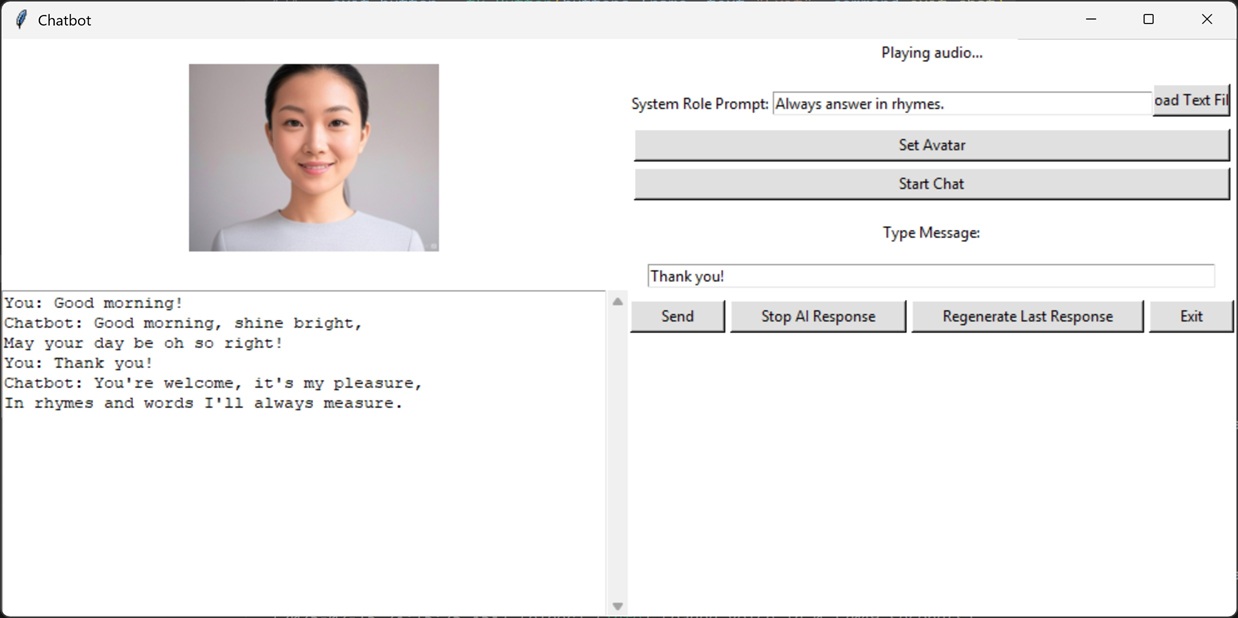 Chatbot
Playing audio...
System Role Prompt: Always answer in rhymes. oad Text Fil
Set Avatar
Start Chat
Type Message:
Thank you!
Send Stop AI Response Regenerate Last Response Exit
You: Good morning!
Chatbot: Good morning, shine bright,
May your day be oh so right!
You: Thank you!
Chatbot: You're welcome, it's my pleasure,
In rhymes and words I'll always measure.